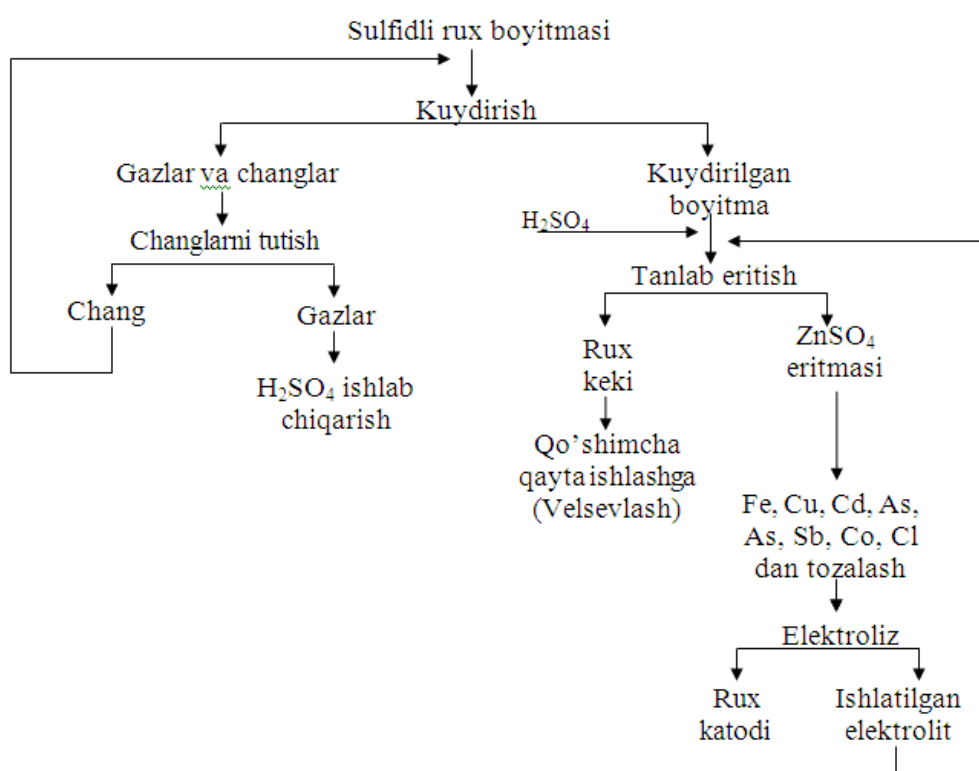 Sulfidli rux boyitmasi
Kuydirish
Gazlar va changlar
Kuydirilgan
boyitma
H₂SO₄
Changlarni tutish
Tanlab eritish
Chang
Gazlar
H₂SO₄ ishlab
chiqarish
Rux
keki
ZnSO₄
eritmasi
Qo’shimcha
qayta ishlashga
(Velsevlash)
Fe, Cu, Cd, As,
As, Sb, Co, Cl
dan tozalash
Elektroliz
Rux
katodi
Ishlatilgan
elektrolit